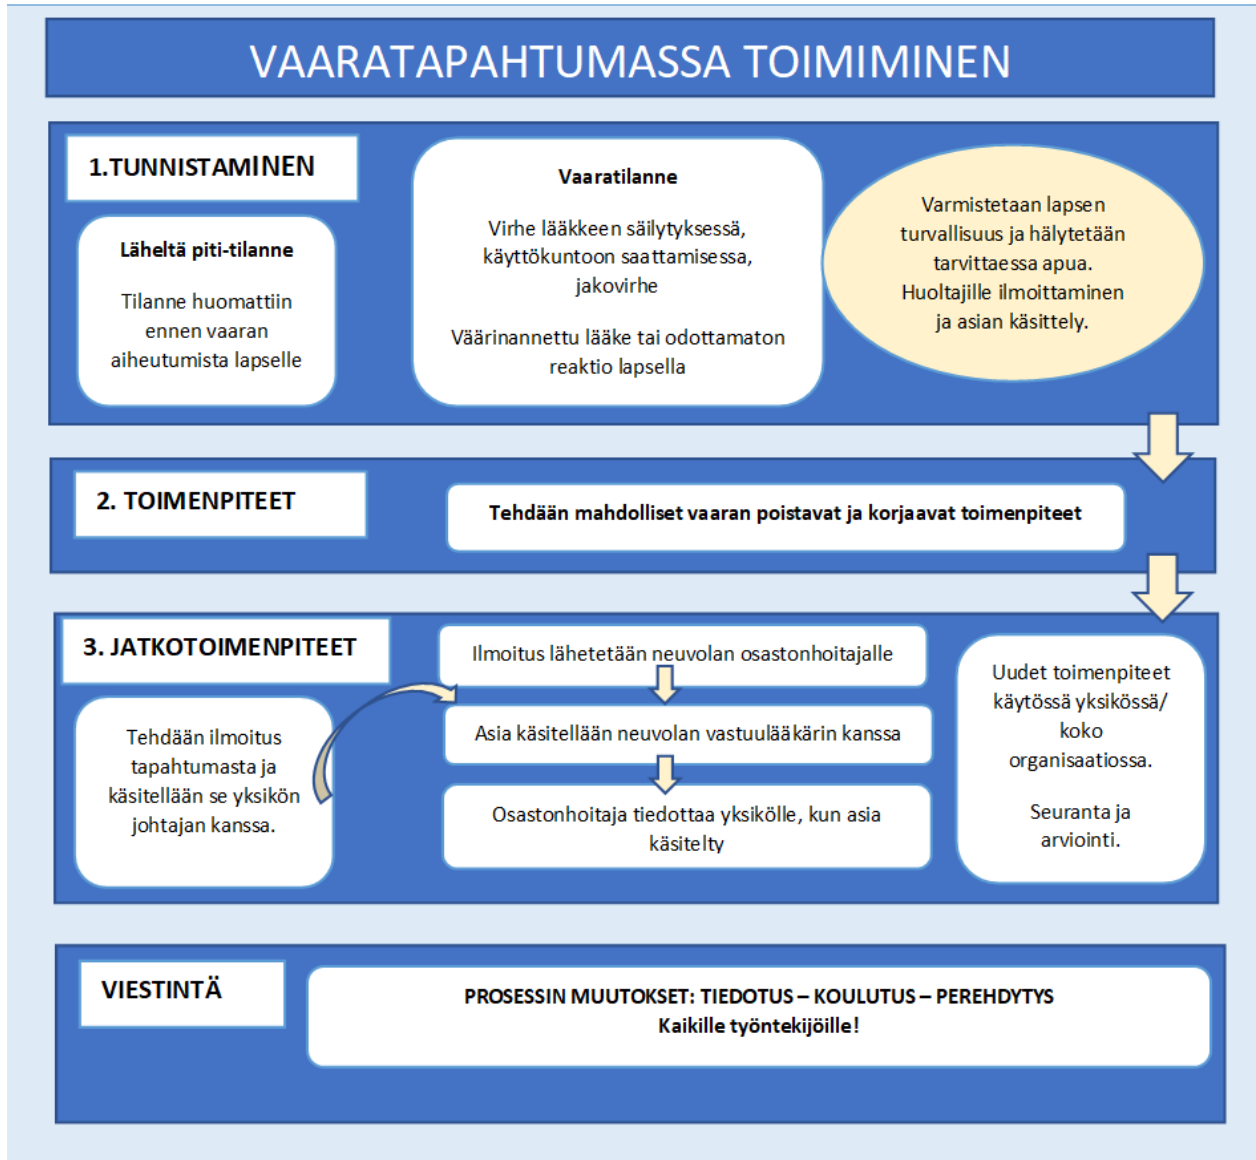 VAARATAPAHTUMASSA TOIMIMINEN
1.TUNNISTAMINEN
Läheltä piti-tilanne
Tilanne huomattiin
ennen vaaran
aiheutumista lapselle
Vaaratilanne
Virhe lääkkeen säilytyksessä,
käyttökuntoon saattamisessa,
jakovirhe
Väärinannettu lääke tai odottamaton
reaktio lapsella
Varmistetaan lapsen
turvallisuus ja hälytetään
tarvittaessa apua.
Huoltajille ilmoittaminen
ja asian käsittely.
2. TOIMENPITEET
Tehdään mahdolliset vaaran poistavat ja korjaavat toimenpiteet
3. JATKOTOIMENPITEET
Tehdään ilmoitus
tapahtumasta ja
käsitellään se yksikön
johtajan kanssa.
Ilmoitus lähetetään neuvolan osastonhoitajalle
Asia käsitellään neuvolan vastuulääkärin kanssa
Osastonhoitaja tiedottaa yksikölle, kun asia
käsitelty
Uudet toimenpiteet
käytössä yksikössä/
koko
organisaatiossa.
Seuranta ja
arviointi.
VIESTINTÄ
PROSESSIN MUUTOKSET: TIEDOTUS – KOULUTUS – PEREHDYTYS
Kaikille työntekijöille!